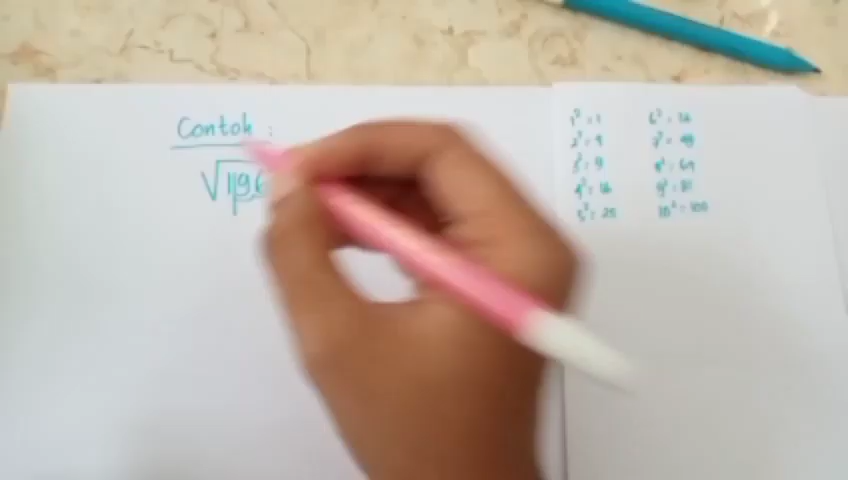 Contoh :
√196
1² = 1
2² = 4
3² = 9
4² = 16
5² = 25
6² = 36
7² = 49
8² = 64
9² = 81
10² = 100